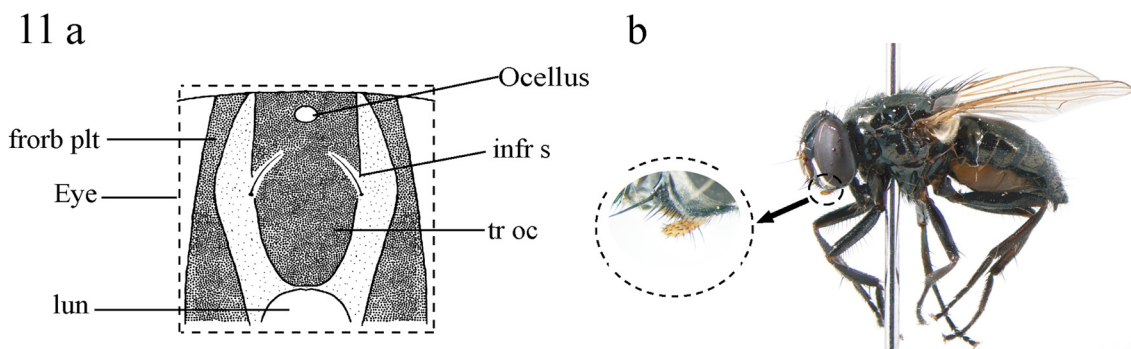 11 a
b
Ocellus
frorb plt
infr s
Eye
tr oc
lun